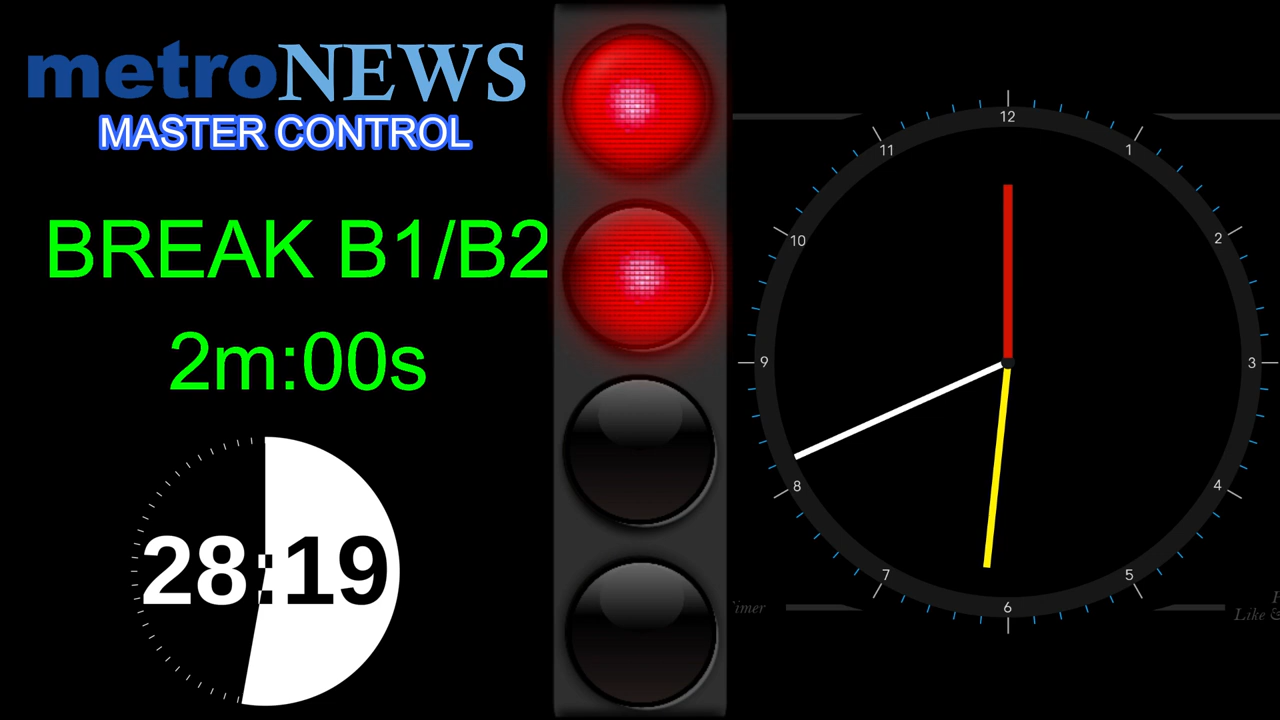 metroNEWS
MASTER CONTROL
BREAK B1/B2
2m:00s
28:19
12
1
2
3
4
5
6
7
8
9
10
11
Like &